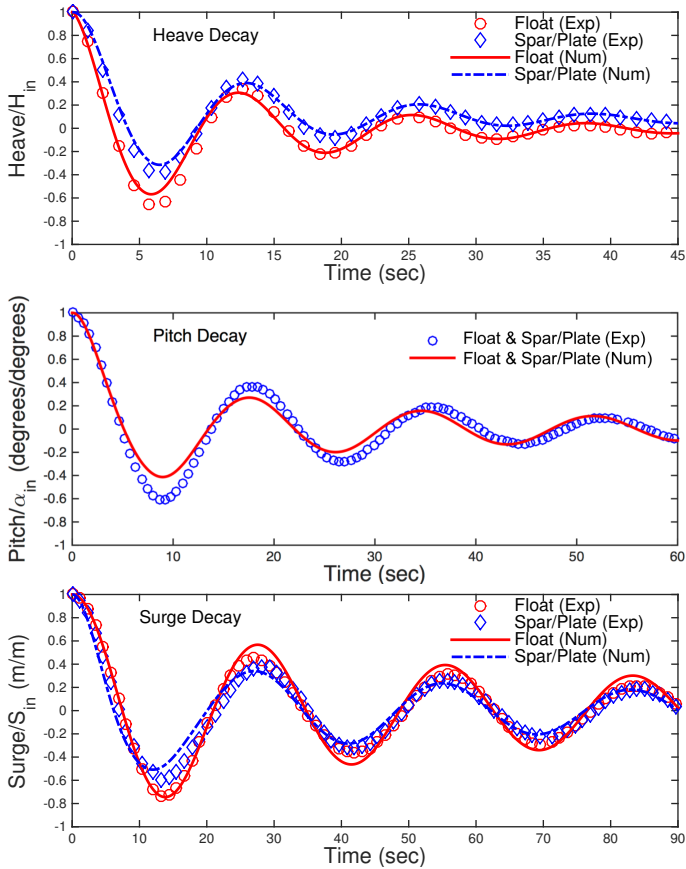 Heave Decay
Float (Exp)
Spar/Plate (Exp)
Float (Num)
Spar/Plate (Num)
Heave/H_in
1
0.8
0.6
0.4
0.2
0
-0.2
-0.4
-0.6
-0.8
-1
0 5 10 15 20 25 30 35 40 45
Time (sec)
Pitch Decay
Float & Spar/Plate (Exp)
Float & Spar/Plate (Num)
Pitch/α_in (degrees/degrees)
1
0.8
0.6
0.4
0.2
0
-0.2
-0.4
-0.6
-0.8
-1
0 10 20 30 40 50 60
Time (sec)
Surge Decay
Float (Exp)
Spar/Plate (Exp)
Float (Num)
Spar/Plate (Num)
Surge/S_in (m/m)
1
0.8
0.6
0.4
0.2
0
-0.2
-0.4
-0.6
-0.8
-1
0 10 20 30 40 50 60 70 80 90
Time (sec)